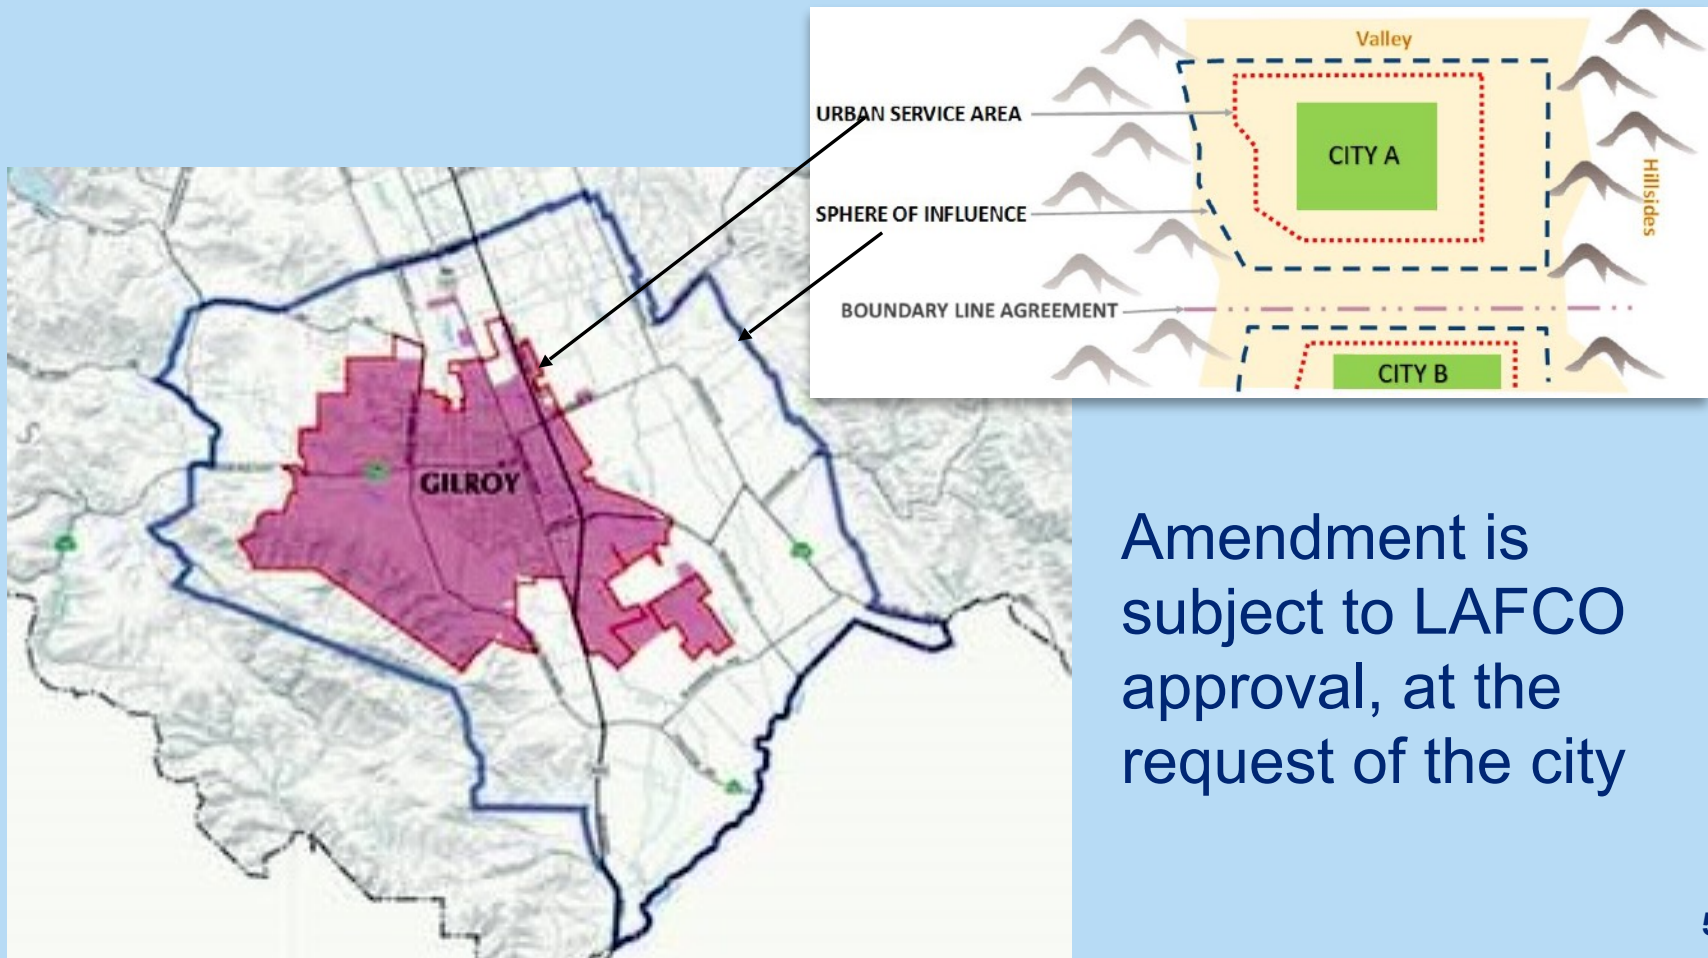 Valley
URBAN SERVICE AREA
CITY A
Hillsides
SPHERE OF INFLUENCE
BOUNDARY LINE AGREEMENT
CITY B
GILROY
Amendment is
subject to LAFCO
approval, at the
request of the city